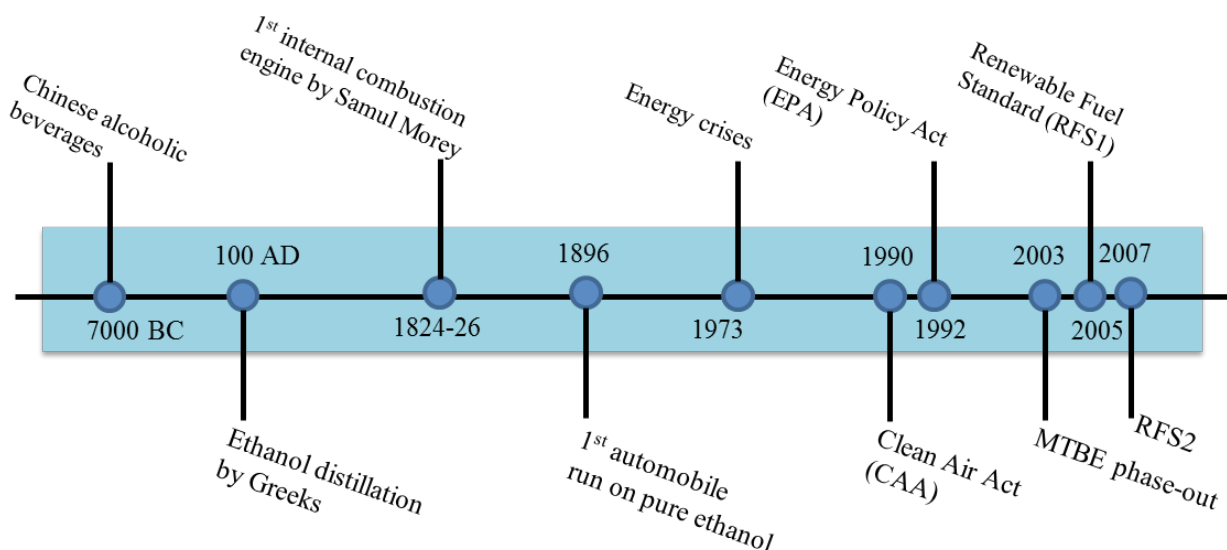 Chinese alcoholic
beverages
1st internal combustion
engine by Samul Morey
Energy crises
Energy Policy Act
(EPA)
Renewable Fuel
Standard (RFS1)
100 AD
1896
1990
2003
2007
7000 BC
1824-26
1973
1992
2005
Ethanol distillation
by Greeks
1st automobile
run on pure ethanol
Clean Air Act
(CAA)
MTBE phase-out
RFS2